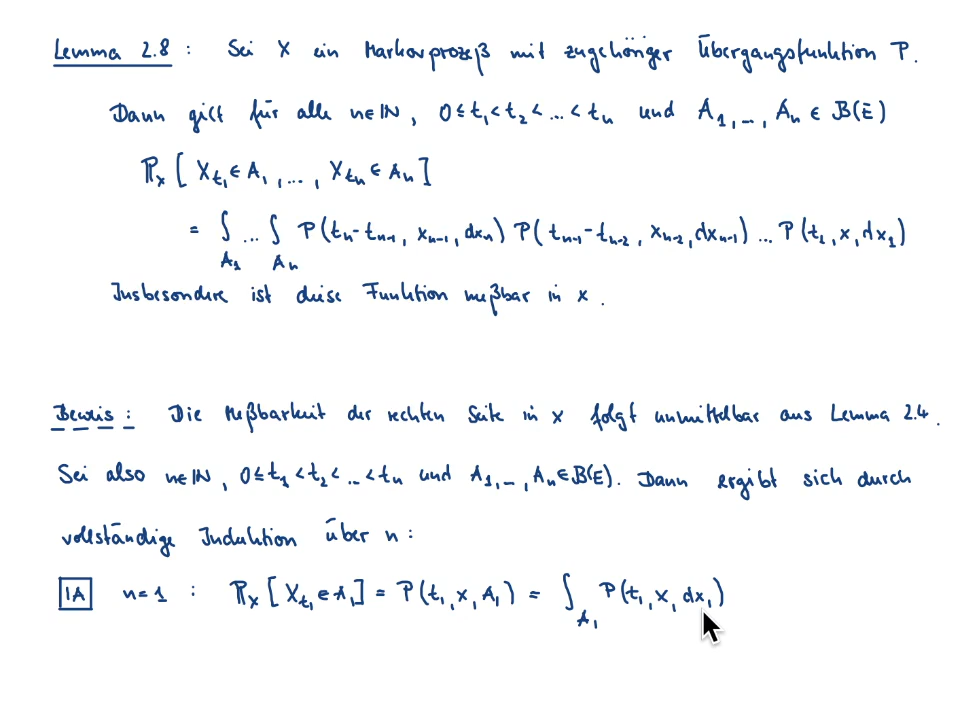 Lemma 2.8 : Sei X ein Markovprozeß mit zugehöriger Übergangsfunktion P.
Dann gilt für alle n∈ℕ, 0≤t₁<t₂<...<tₙ und A₁,...,Aₙ ∈ B(E)
ℙₓ[X_{t₁}∈A₁,...,X_{tₙ}∈Aₙ]
= ∫_{A₁} ... ∫_{Aₙ} P(tₙ-tₙ₋₁, xₙ₋₁, dxₙ) P(tₙ₋₁-tₙ₋₂, xₙ₋₂, dxₙ₋₁) ... P(t₁, x, dx₁)
Insbesondere ist diese Funktion meßbar in x.
Beweis : Die Meßbarkeit der rechten Seite in x folgt unmittelbar aus Lemma 2.4.
Sei also n∈ℕ, 0≤t₁<t₂<...<tₙ und A₁,...,Aₙ∈B(E). Dann ergibt sich durch
vollständige Induktion über n:
IA n=1 : ℙₓ[X_{t₁}∈A₁] = P(t₁, x, A₁) = ∫_{A₁} P(t₁, x, dx₁)